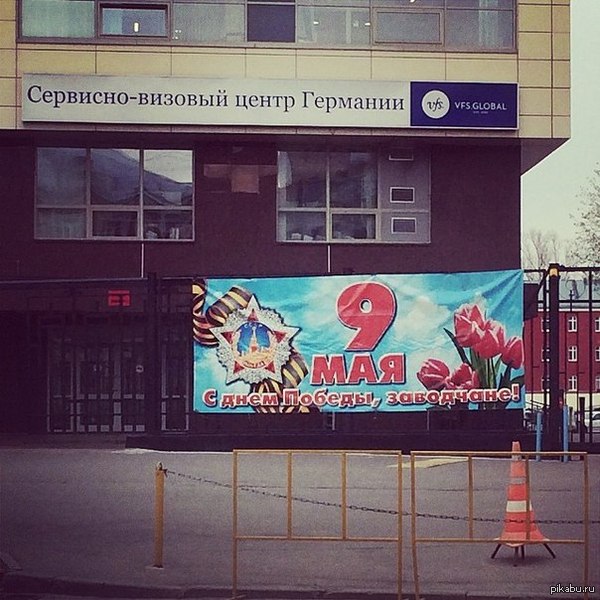 Сервисно-визовый центр Германии
vfs.
VFS.GLOBAL
9
МАЯ
С днем Победы, заводчане!
pikabu.ru